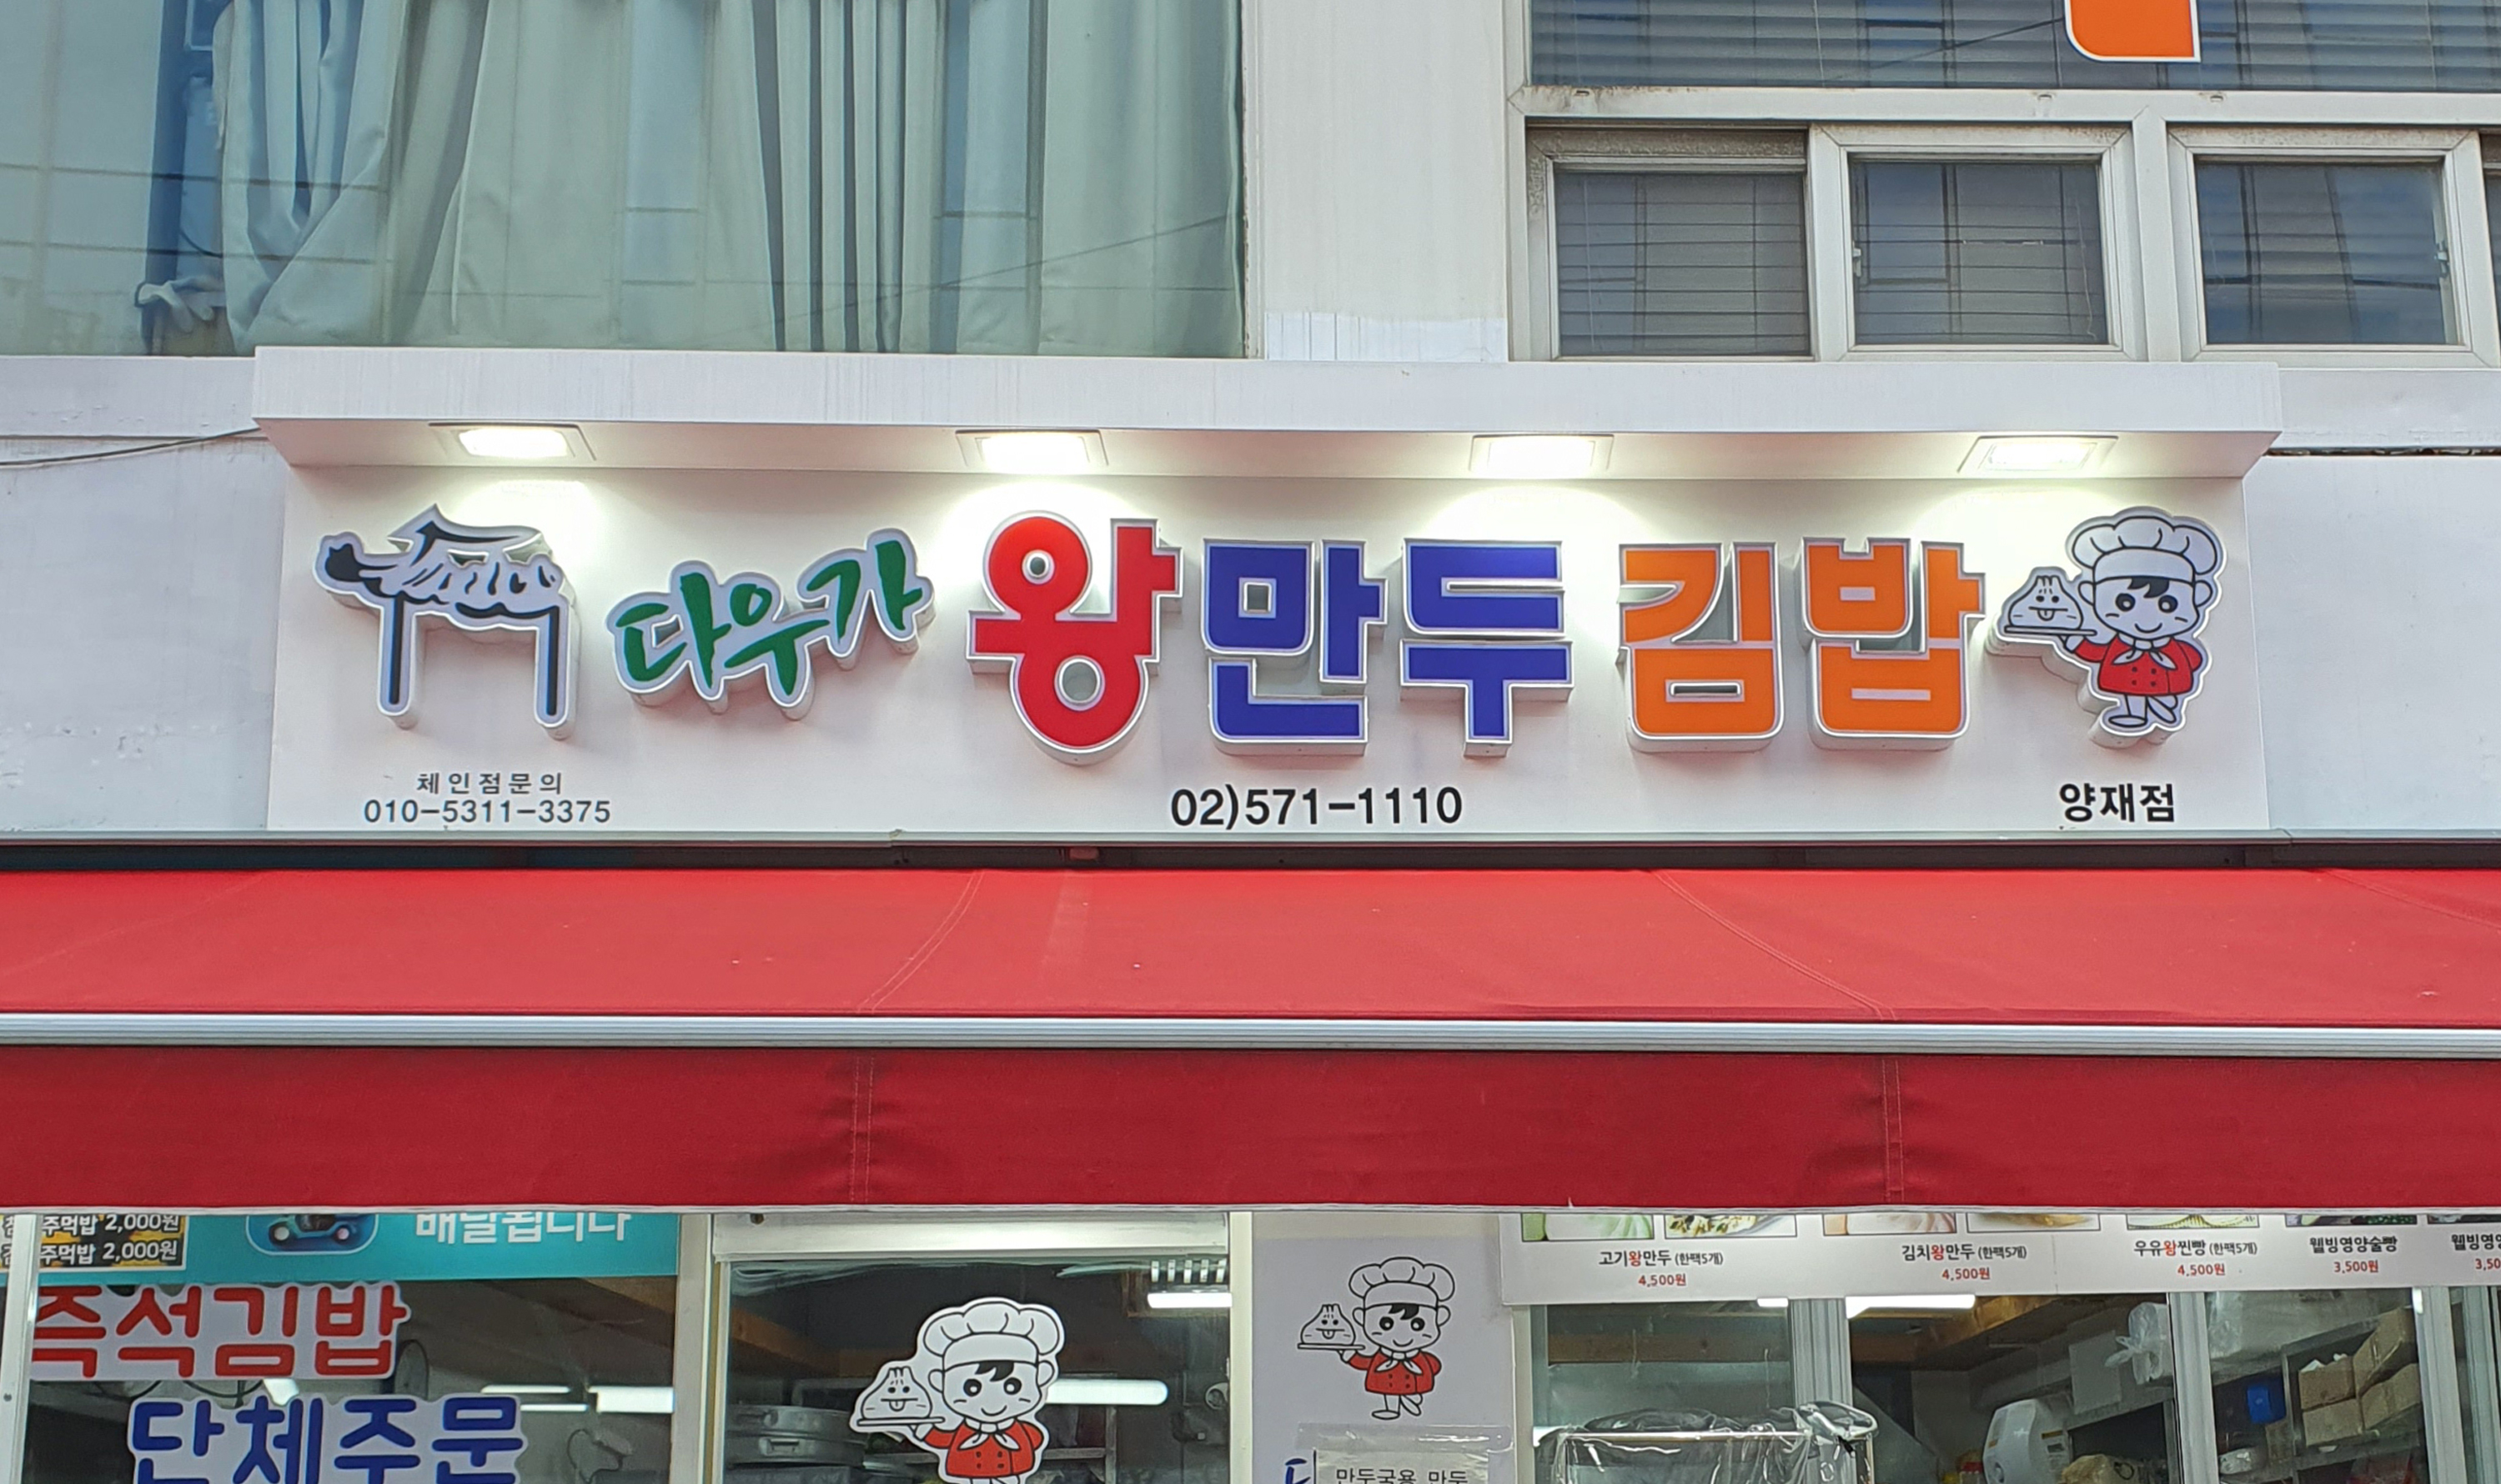 다우가 왕만두 김밥
체인점문의
010-5311-3375
02)571-1110
양재점
주먹밥 2,000원
주먹밥 2,000원
배달됩니다
즉석김밥
단체주문
고기왕만두 (한팩5개)
4,500원
김치왕만두 (한팩5개)
4,500원
우유왕찐빵 (한팩5개)
4,500원
웰빙영양술빵
3,500원
만두국용 만두